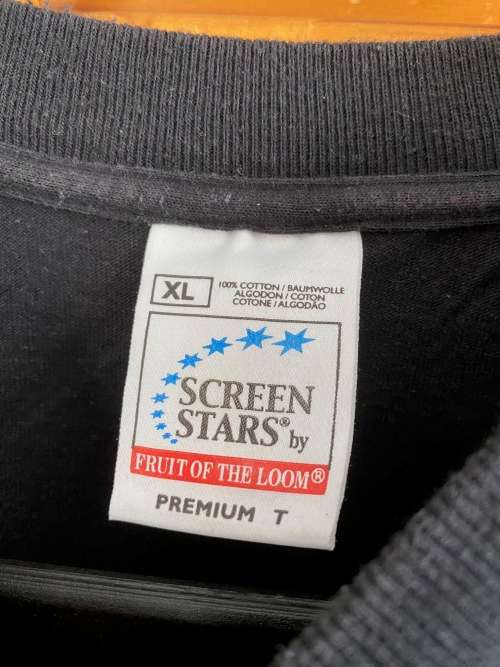 XL
100% COTTON / BAUMWOLLE
ALGODON / COTON
COTONE / ALGODÃO
SCREEN
STARS® by
FRUIT OF THE LOOM®
PREMIUM T